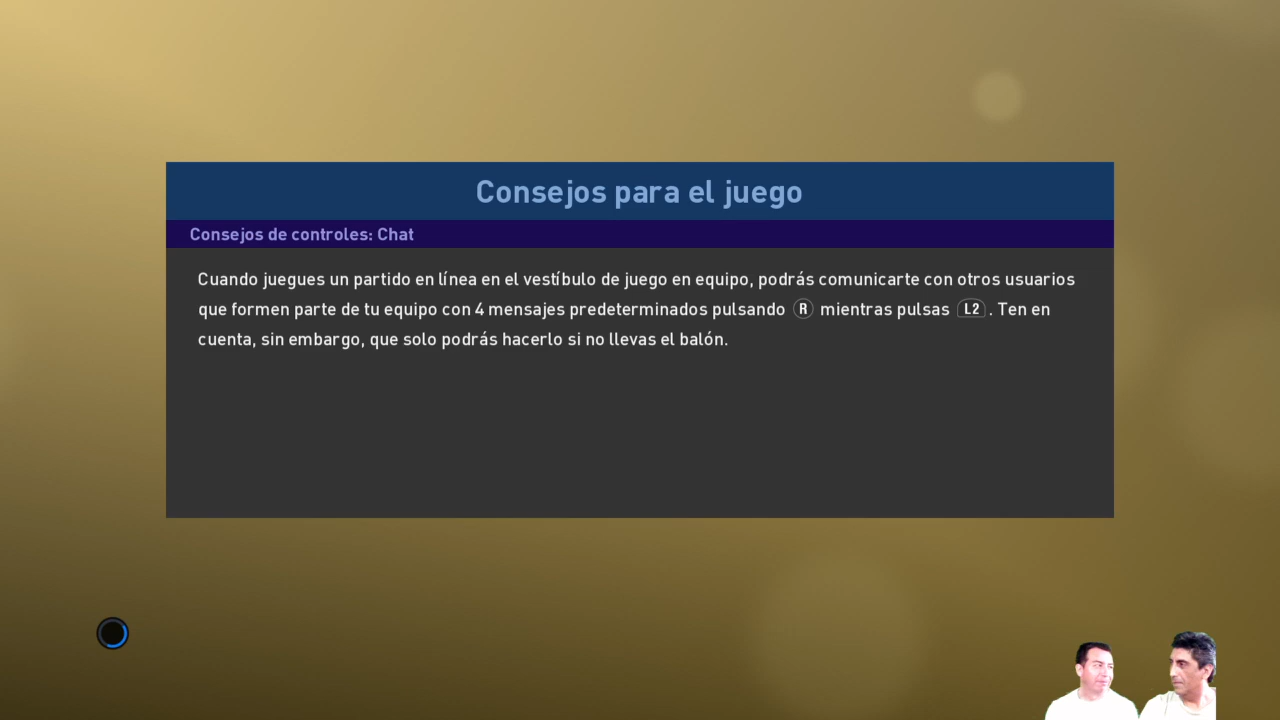 Consejos para el juego
Consejos de controles: Chat
Cuando juegues un partido en línea en el vestíbulo de juego en equipo, podrás comunicarte con otros usuarios
que formen parte de tu equipo con 4 mensajes predeterminados pulsando R mientras pulsas L2. Ten en
cuenta, sin embargo, que solo podrás hacerlo si no llevas el balón.